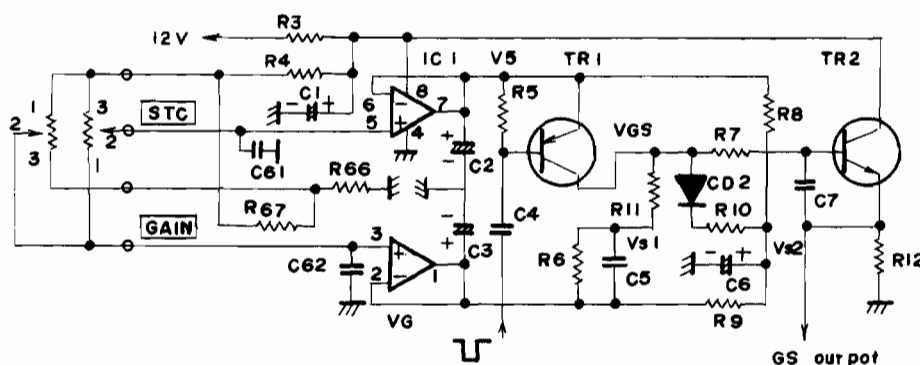 R3
12V
IC1
V5
TR1
TR2
R4
8
1
3
C1
- +
6
7
R5
STC
5
4
R8
2
2
+
VGS
R7
3
1
C61
-
C2
R66
CD2
C7
R11
R10
R67
-
C4
Vs1
Vs2
GAIN
+
C3
R6
- +
R12
3
C62
2
1
C5
C6
VG
R9
GS ourpot